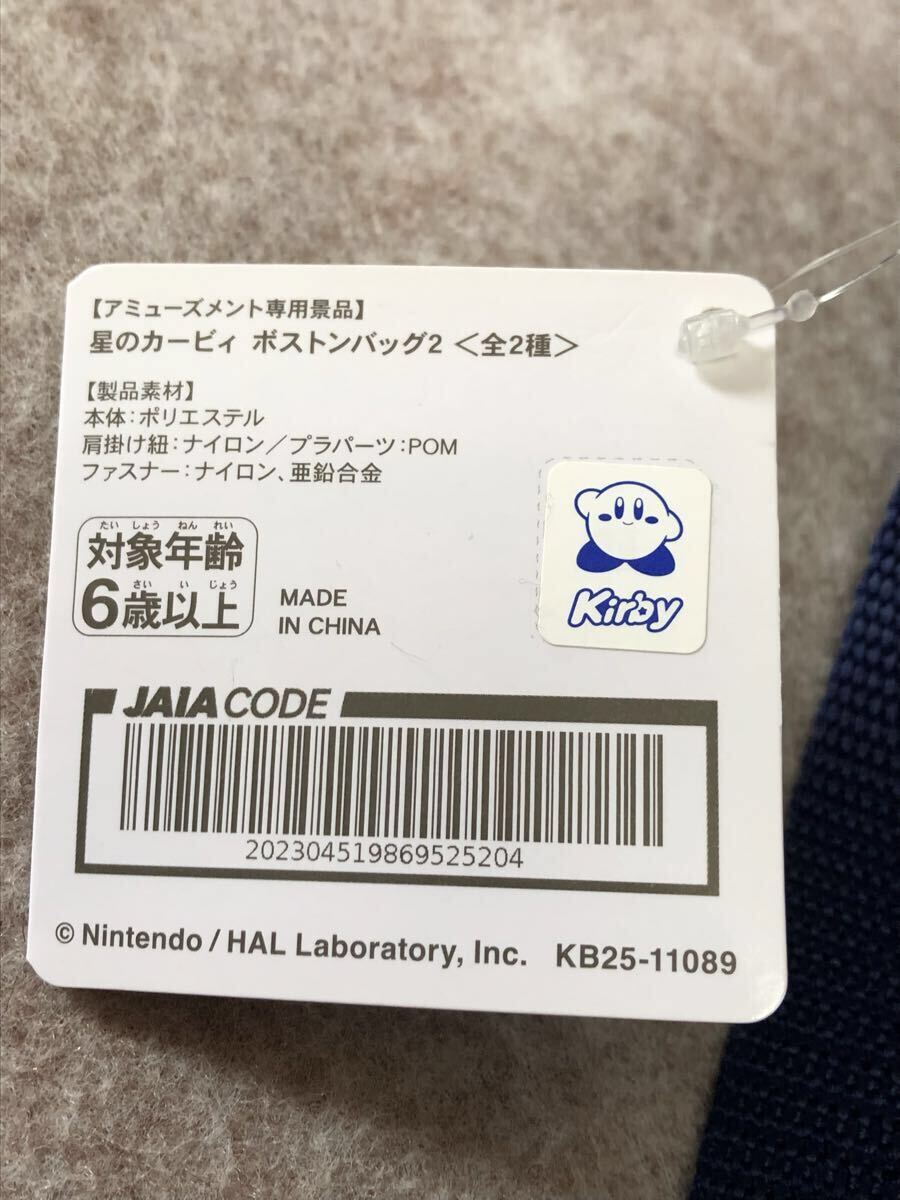 【アミューズメント専用景品】
星のカービィ ボストンバッグ2 <全2種>
【製品素材】
本体:ポリエステル
肩掛け紐:ナイロン/プラパーツ:POM
ファスナー:ナイロン、亜鉛合金
たい しょう ねん れい
対象年齢
さい い じょう
6歳以上
MADE
IN CHINA
Kirby
JAIA CODE
202304519869525204
© Nintendo / HAL Laboratory, Inc. KB25-11089